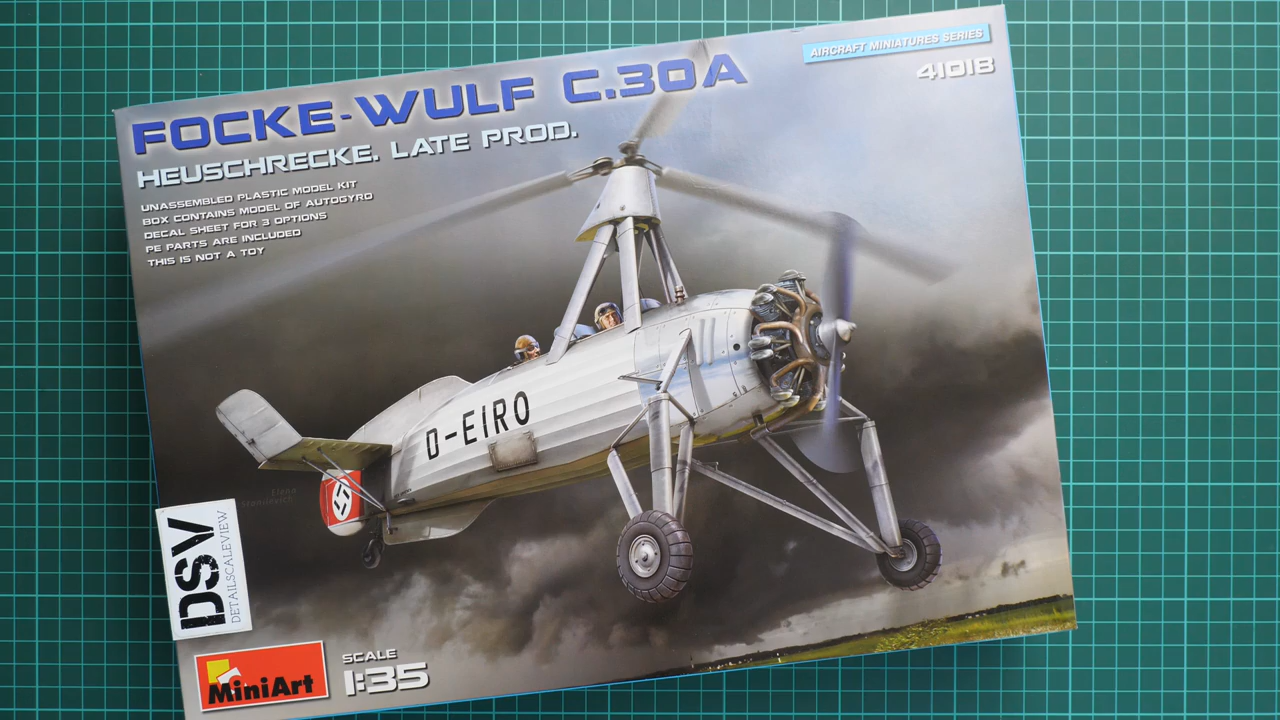 AIRCRAFT MINIATURES SERIES
41018
FOCKE-WULF C.30A
HEUSCHRECKE. LATE PROD.
UNASSEMBLED PLASTIC MODEL KIT
BOX CONTAINS MODEL OF AUTOGYRO
DECAL SHEET FOR 3 OPTIONS
PE PARTS ARE INCLUDED
THIS IS NOT A TOY
D-EIRO
DSV
DETAILSCALEVIEW
MiniArt
SCALE
1:35